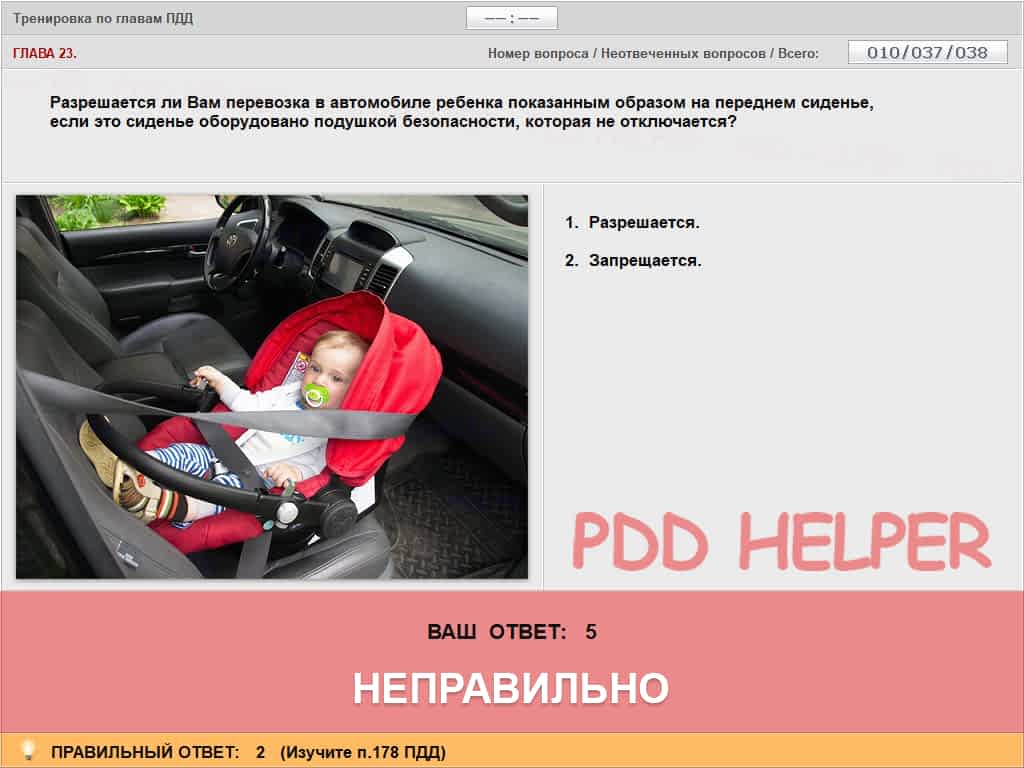 Тренировка по главам ПДД
—— : ——
ГЛАВА 23.
Номер вопроса / Неотвеченных вопросов / Всего:
010/037/038
Разрешается ли Вам перевозка в автомобиле ребенка показанным образом на переднем сиденье,
если это сиденье оборудовано подушкой безопасности, которая не отключается?
1. Разрешается.
2. Запрещается.
PDD HELPER
ВАШ ОТВЕТ: 5
НЕПРАВИЛЬНО
ПРАВИЛЬНЫЙ ОТВЕТ: 2 (Изучите п.178 ПДД)